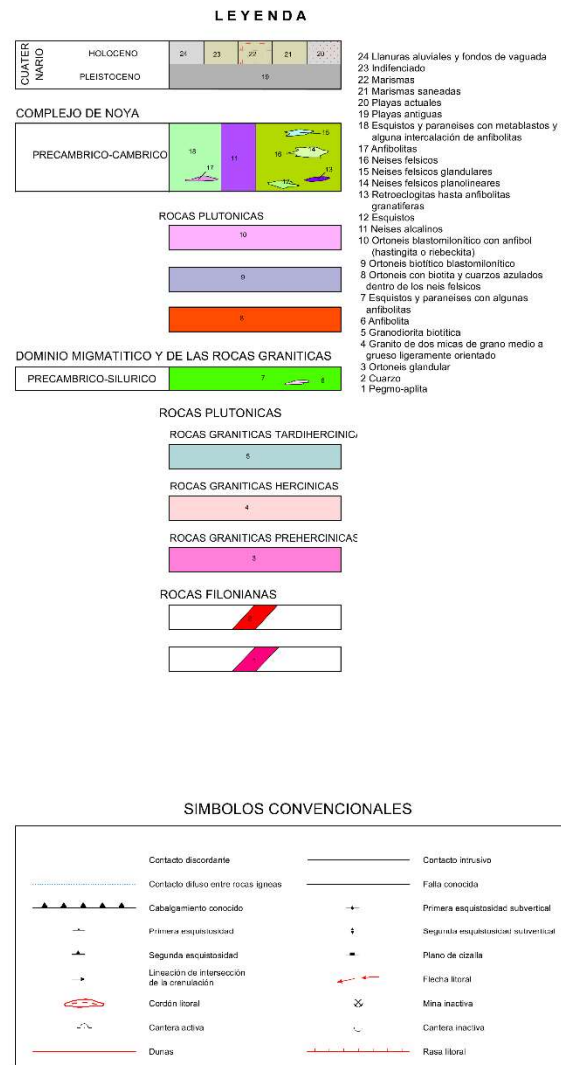 LEYENDA
CUATER
NARIO
HOLOCENO
24
23
22
21
20
PLEISTOCENO
19
COMPLEJO DE NOYA
PRECAMBRICO-CAMBRICO
18
17
11
16
15
14
13
12
ROCAS PLUTONICAS
10
9
8
DOMINIO MIGMATITICO Y DE LAS ROCAS GRANITICAS
PRECAMBRICO-SILURICO
7
6
ROCAS PLUTONICAS
ROCAS GRANITICAS TARDIHERCINICA
5
ROCAS GRANITICAS HERCINICAS
4
ROCAS GRANITICAS PREHERCINICAS
3
ROCAS FILONIANAS
24 Llanuras aluviales y fondos de vaguada
23 Indifenciado
22 Marismas
21 Marismas saneadas
20 Playas actuales
19 Playas antiguas
18 Esquistos y paraneises con metablastos y
alguna intercalación de anfibolitas
17 Anfibolitas
16 Neises felsicos
15 Neises felsicos glandulares
14 Neises felsicos planolineares
13 Retroeclogitas hasta anfibolitas
granatiferas
12 Esquistos
11 Neises alcalinos
10 Ortoneis blastomilonítico con anfibol
(hastingita o riebeckita)
9 Ortoneis biotítico blastomilonítico
8 Ortoneis con biotita y cuarzos azulados
dentro de los neis felsicos
7 Esquistos y paraneises con algunas
anfibolitas
6 Anfibolita
5 Granodiorita biotítica
4 Granito de dos micas de grano medio a
grueso ligeramente orientado
3 Ortoneis glandular
2 Cuarzo
1 Pegmo-aplita
SIMBOLOS CONVENCIONALES
Contacto discordante
Contacto intrusivo
Contacto difuso entre rocas igneas
Falla conocida
Cabalgamiento conocido
Primera esquistosidad subvertical
Primera esquistosidad
Segunda esquistosidad subvertical
Segunda esquistosidad
Plano de cizalla
Lineación de intersección
de la crenulación
Flecha litoral
Cordón litoral
Mina inactiva
Cantera activa
Cantera inactiva
Dunas
Rasa litoral